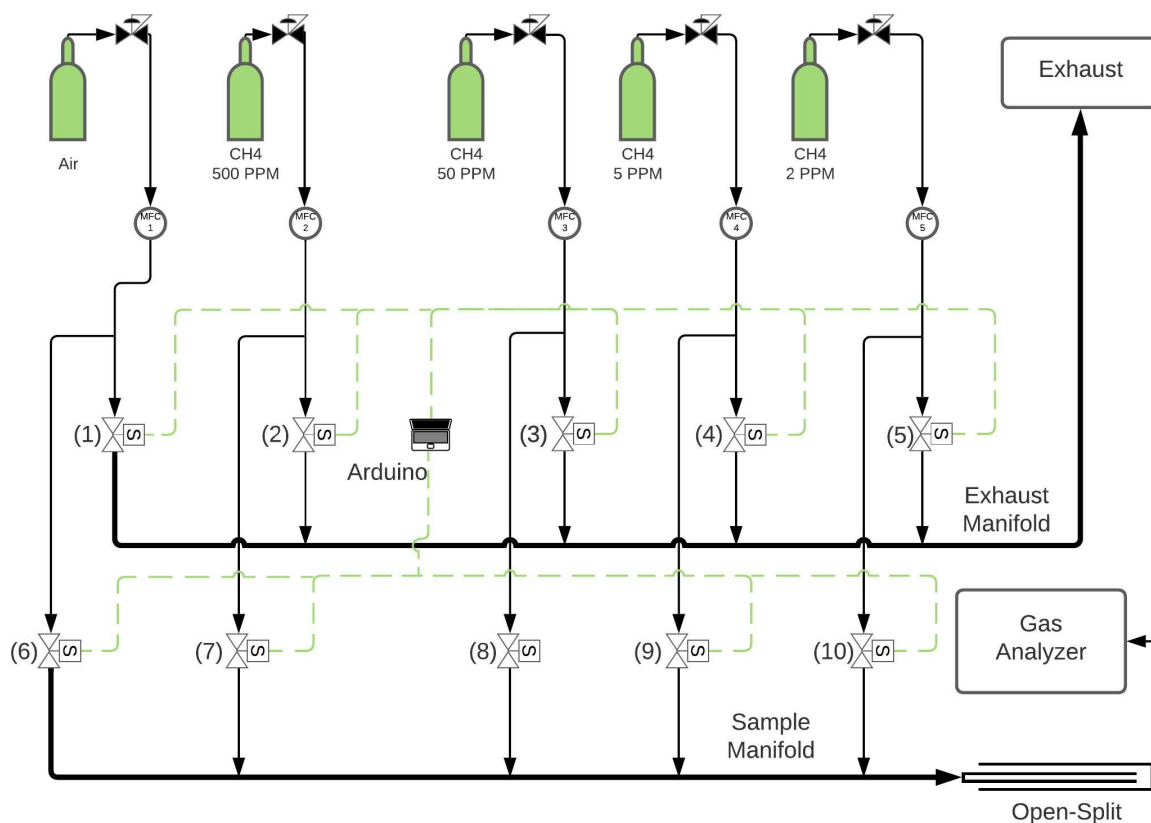 Exhaust
Air
CH4
500 PPM
CH4
50 PPM
CH4
5 PPM
CH4
2 PPM
MFC
1
MFC
2
MFC
3
MFC
4
MFC
5
(1)
S
(2)
S
(3)
S
(4)
S
(5)
S
Arduino
Exhaust
Manifold
(6)
S
(7)
S
(8)
S
(9)
S
(10)
S
Gas
Analyzer
Sample
Manifold
Open-Split